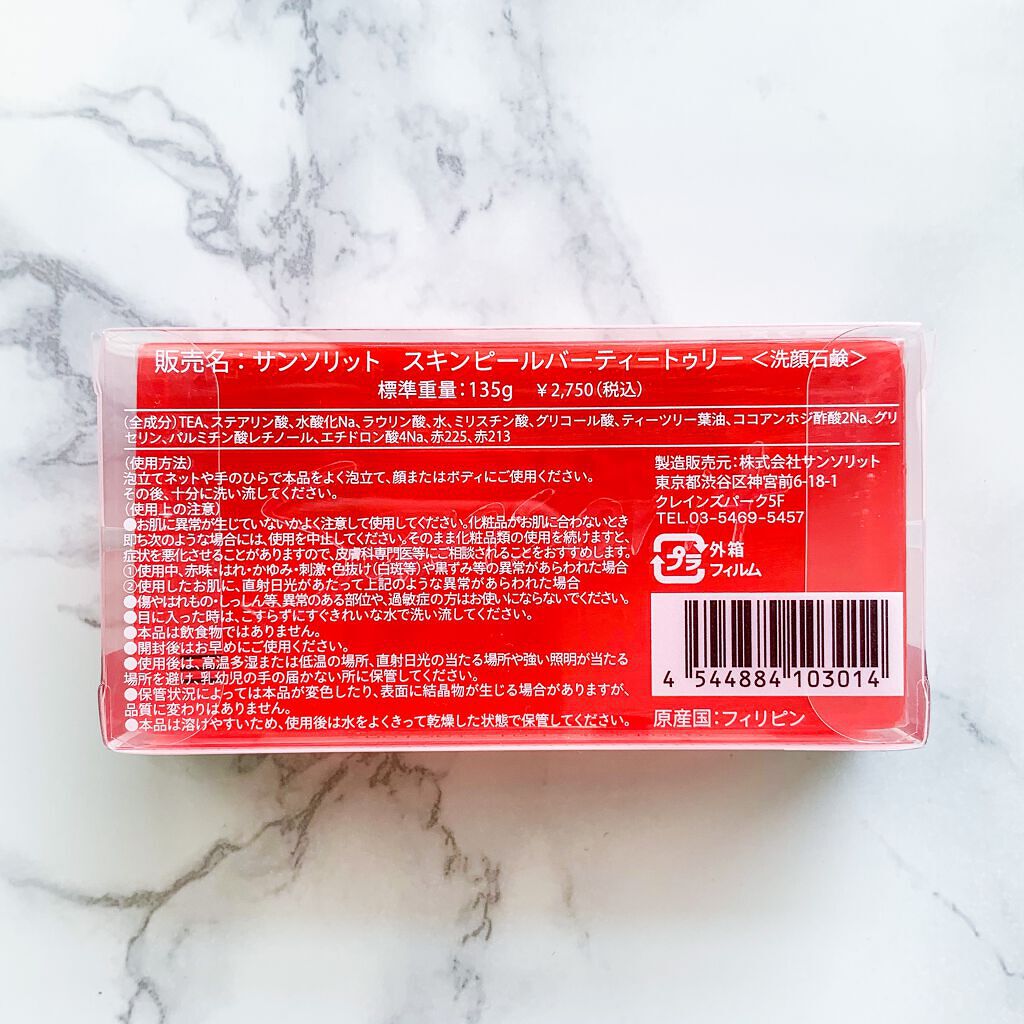 販売名:サンソリット スキンピールバーティートゥリー <洗顔石鹸>
標準重量:135g ￥2,750(税込)
(全成分)TEA、ステアリン酸、水酸化Na、ラウリン酸、水、ミリスチン酸、グリコール酸、ティーツリー葉油、ココアンホジ酢酸2Na、グリ
セリン、パルミチン酸レチノール、エチドロン酸4Na、赤225、赤213
(使用方法)
泡立てネットや手のひらで本品をよく泡立て、顔またはボディにご使用ください。
その後、十分に洗い流してください。
(使用上の注意)
●お肌に異常が生じていないかよく注意して使用してください。化粧品がお肌に合わないとき
即ち次のような場合には、使用を中止してください。そのまま化粧品類の使用を続けますと、
症状を悪化させることがありますので、皮膚科専門医等にご相談されることをおすすめします。
①使用中、赤味・はれ・かゆみ・刺激・色抜け(白斑等)や黒ずみ等の異常があらわれた場合
②使用したお肌に、直射日光があたって上記のような異常があらわれた場合
●傷やはれもの・しっしん等、異常のある部位や、過敏症の方はお使いにならないでください。
●目に入った時は、こすらずにすぐきれいな水で洗い流してください。
●本品は飲食物ではありません。
●開封後はお早めにご使用ください。
●使用後は、高温多湿または低温の場所、直射日光の当たる場所や強い照明が当たる
場所を避け、乳幼児の手の届かない所に保管してください。
●保管状況によっては本品が変色したり、表面に結晶物が生じる場合がありますが、
品質に変わりはありません。
●本品は溶けやすいため、使用後は水をよくきって乾燥した状態で保管してください。
製造販売元:株式会社サンソリット
東京都渋谷区神宮前6-18-1
クレインズパーク5F
TEL.03-5469-5457
プラ 外箱
フィルム
4 544884 103014
原産国:フィリピン